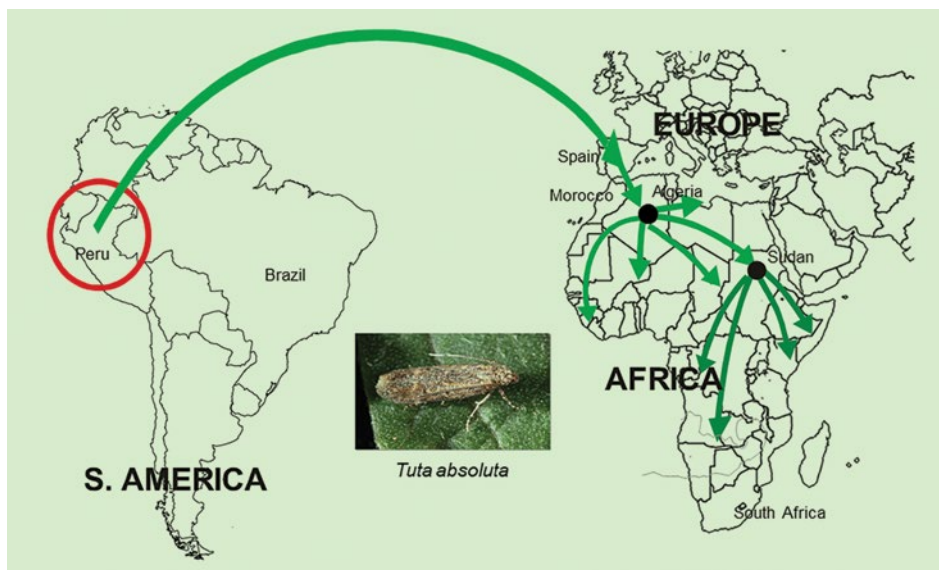 EUROPE
Spain
Morocco
Algeria
Peru
Brazil
Sudan
AFRICA
Tuta absoluta
S. AMERICA
South Africa